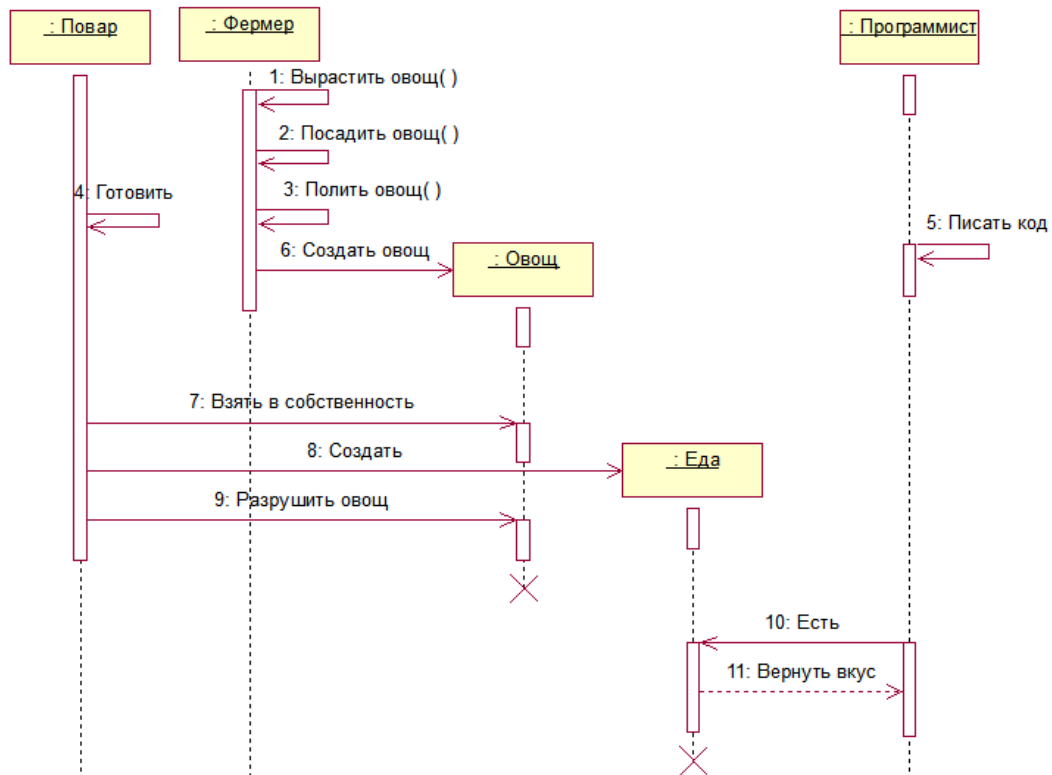 : Повар
: Фермер
: Программист
1: Вырастить овощ( )
2: Посадить овощ( )
3: Полить овощ( )
4: Готовить
5: Писать код
6: Создать овощ
: Овощ
7: Взять в собственность
8: Создать
: Еда
9: Разрушить овощ
10: Есть
11: Вернуть вкус